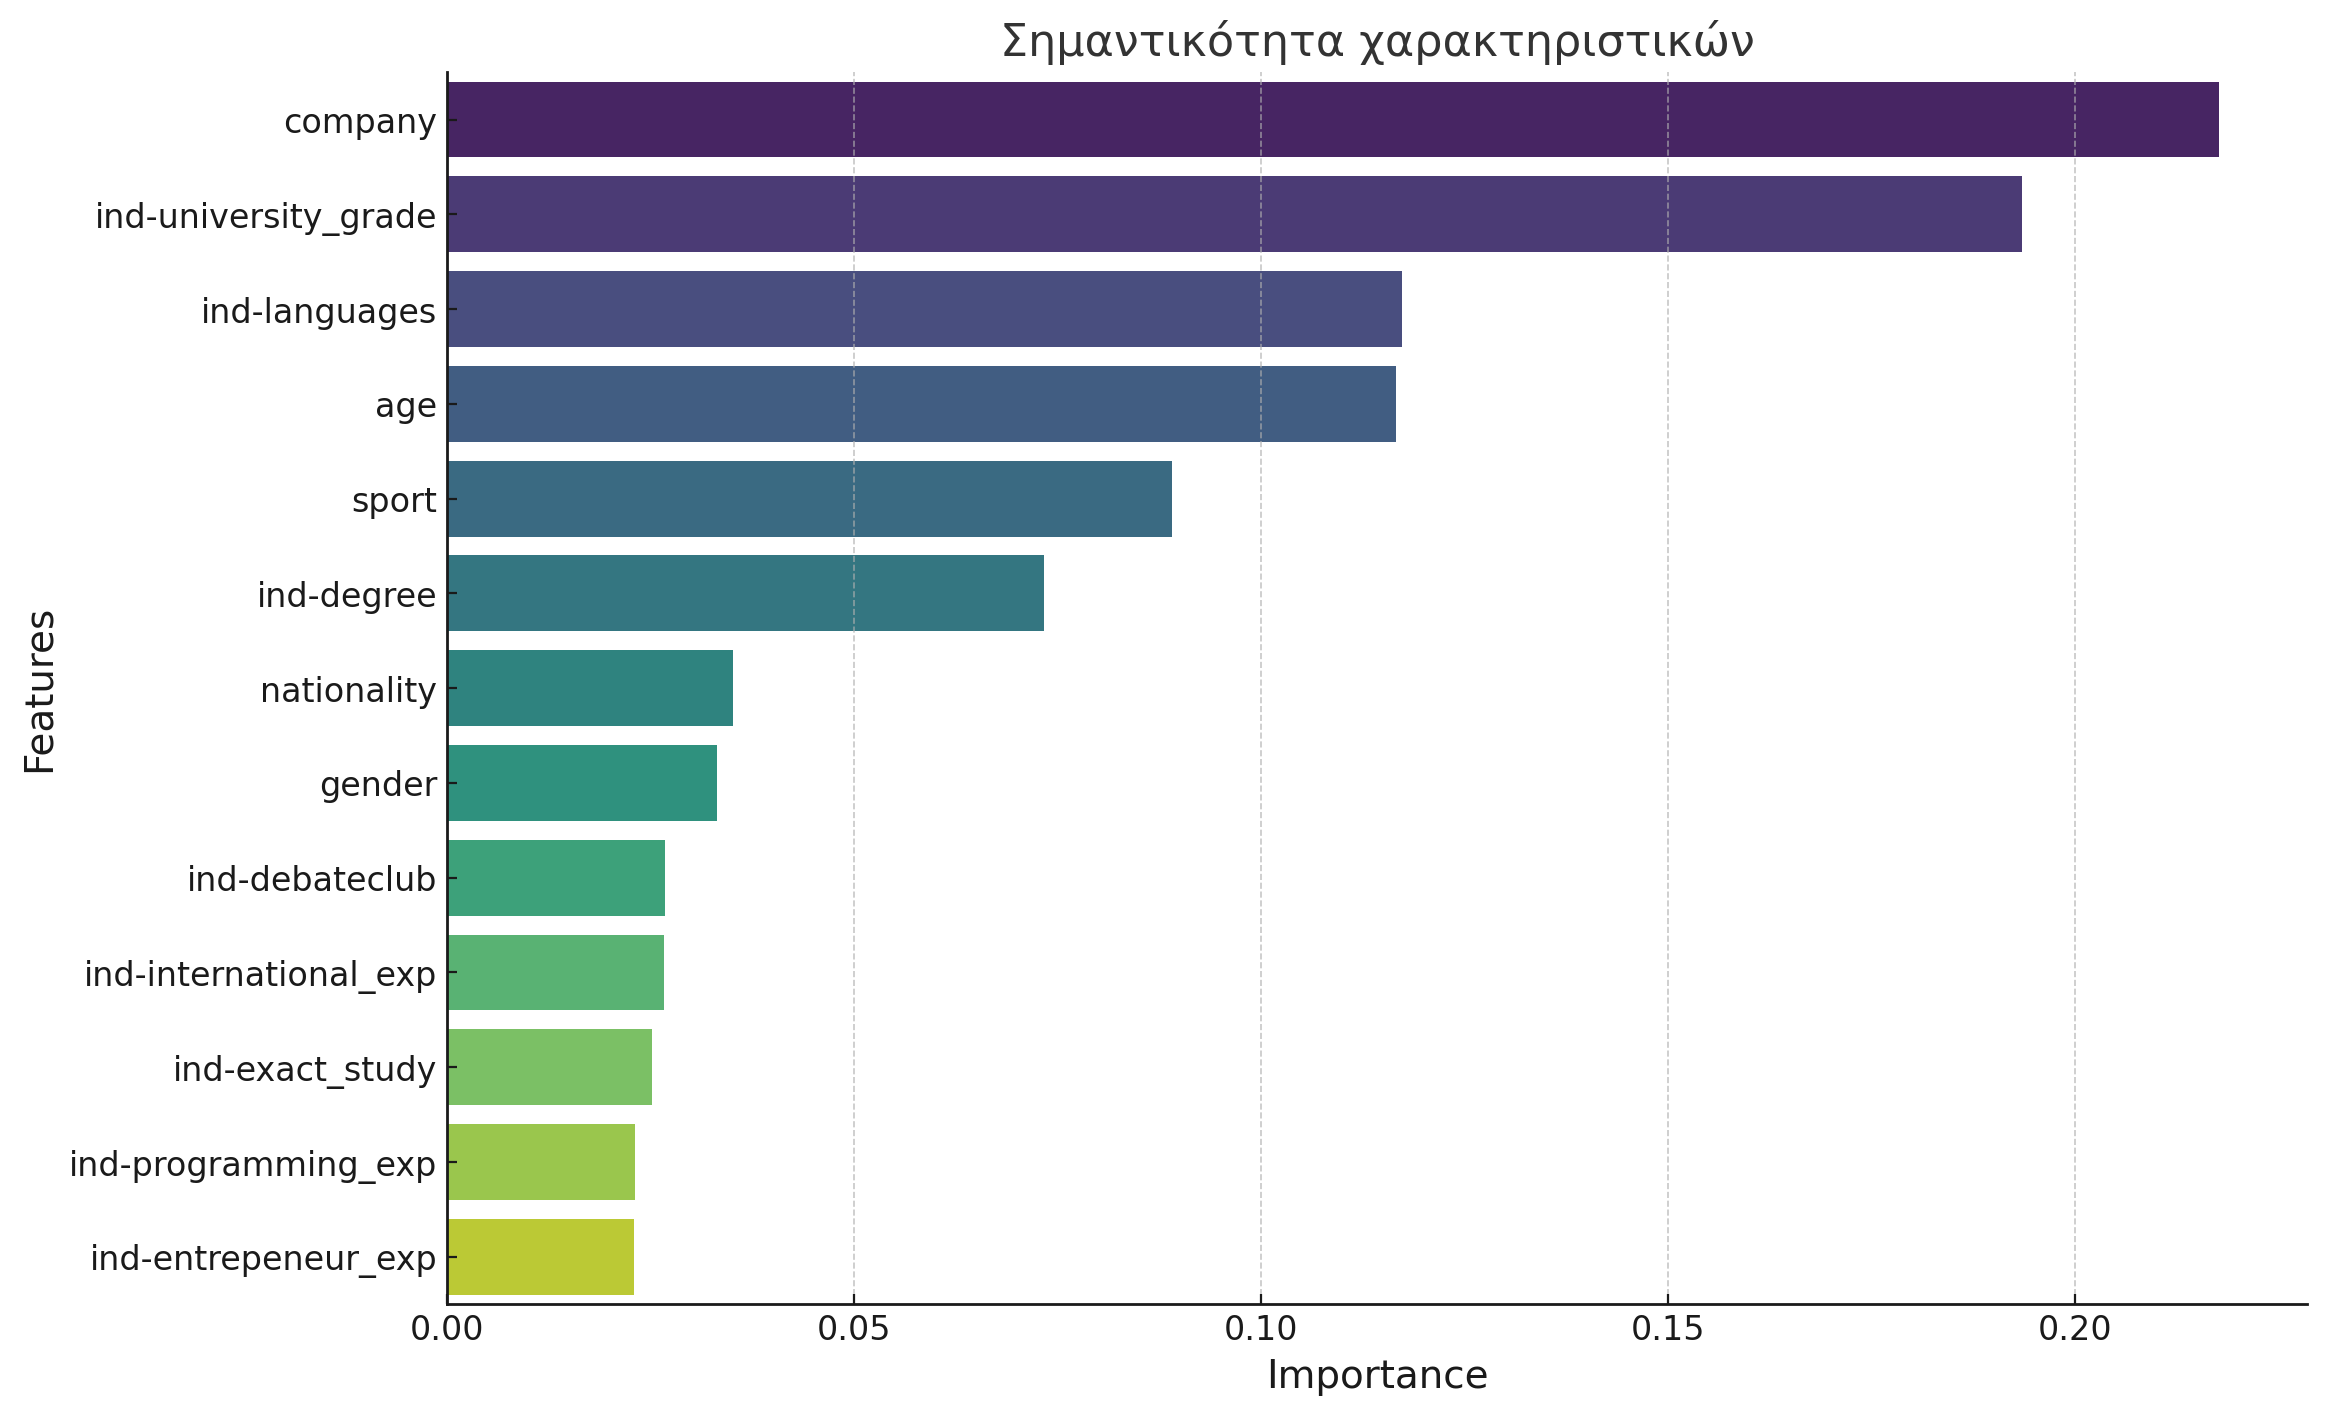 Σημαντικότητα χαρακτηριστικών
company
ind-university_grade
ind-languages
age
sport
ind-degree
nationality
gender
ind-debateclub
ind-international_exp
ind-exact_study
ind-programming_exp
ind-entrepeneur_exp
Features
0.00 0.05 0.10 0.15 0.20
Importance